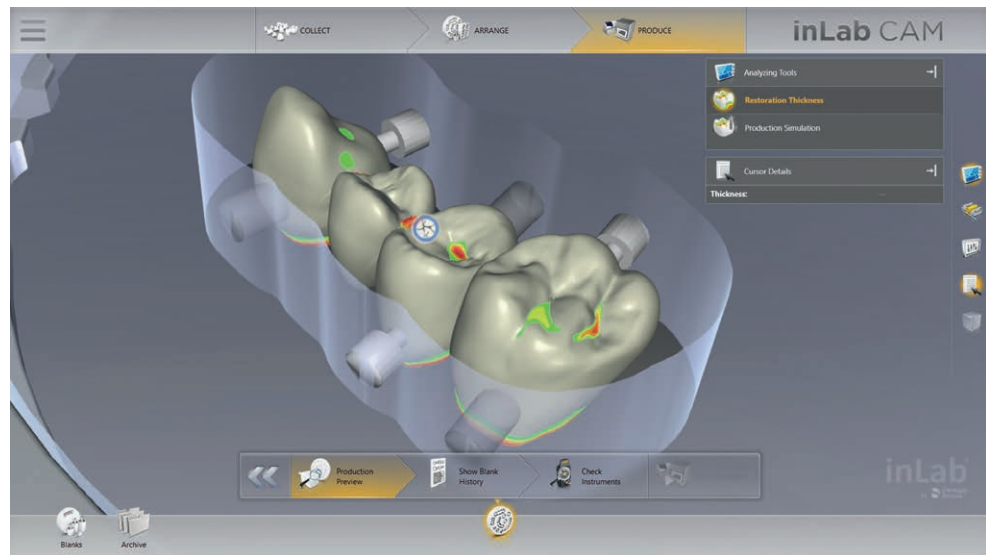 COLLECT
ARRANGE
PRODUCE
inLab CAM
Analyzing Tools
Restoration Thickness
Production Simulation
Cursor Details
Thickness:
Production
Preview
Show Blank
History
Check
Instruments
inLab
Blanks
Archive